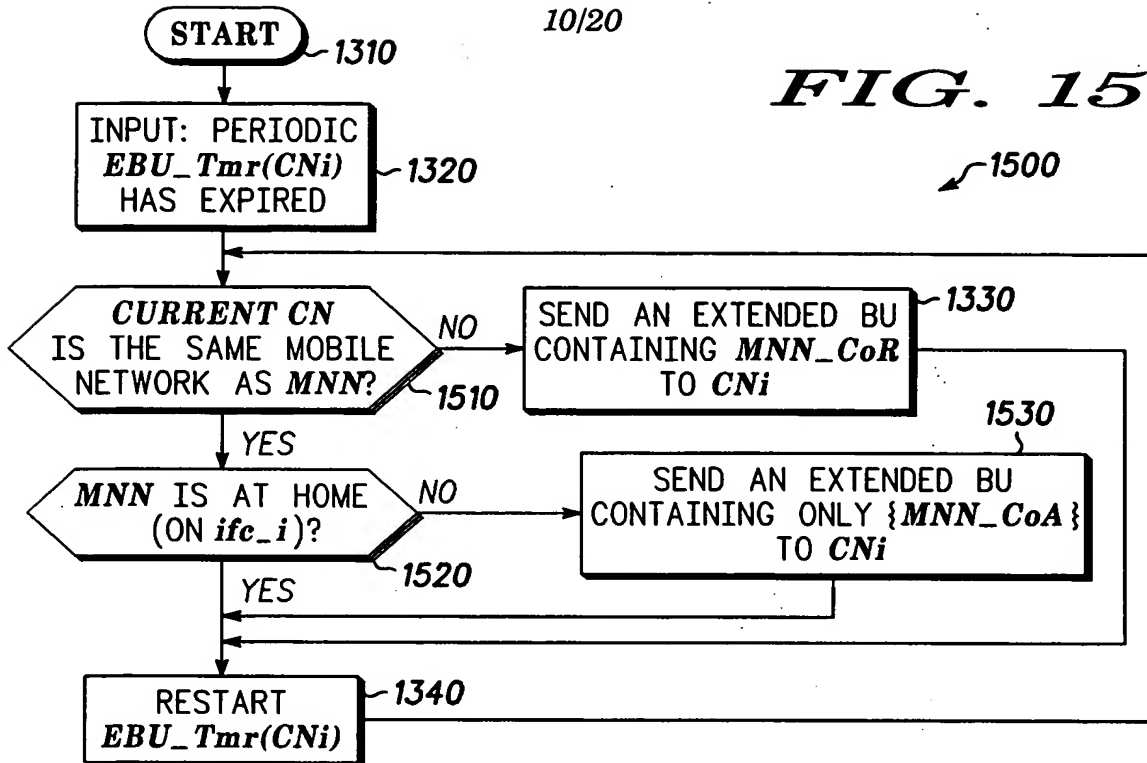 10/20
FIG. 15
1500
START
1310
INPUT: PERIODIC
EBU_Tmr(CNi)
HAS EXPIRED
1320
CURRENT CN
IS THE SAME MOBILE
NETWORK AS MNN?
1510
NO
YES
SEND AN EXTENDED BU
CONTAINING MNN_CoR
TO CNi
1330
MNN IS AT HOME
(ON ifc_i)?
1520
NO
YES
SEND AN EXTENDED BU
CONTAINING ONLY {MNN_CoA}
TO CNi
1530
RESTART
EBU_Tmr(CNi)
1340